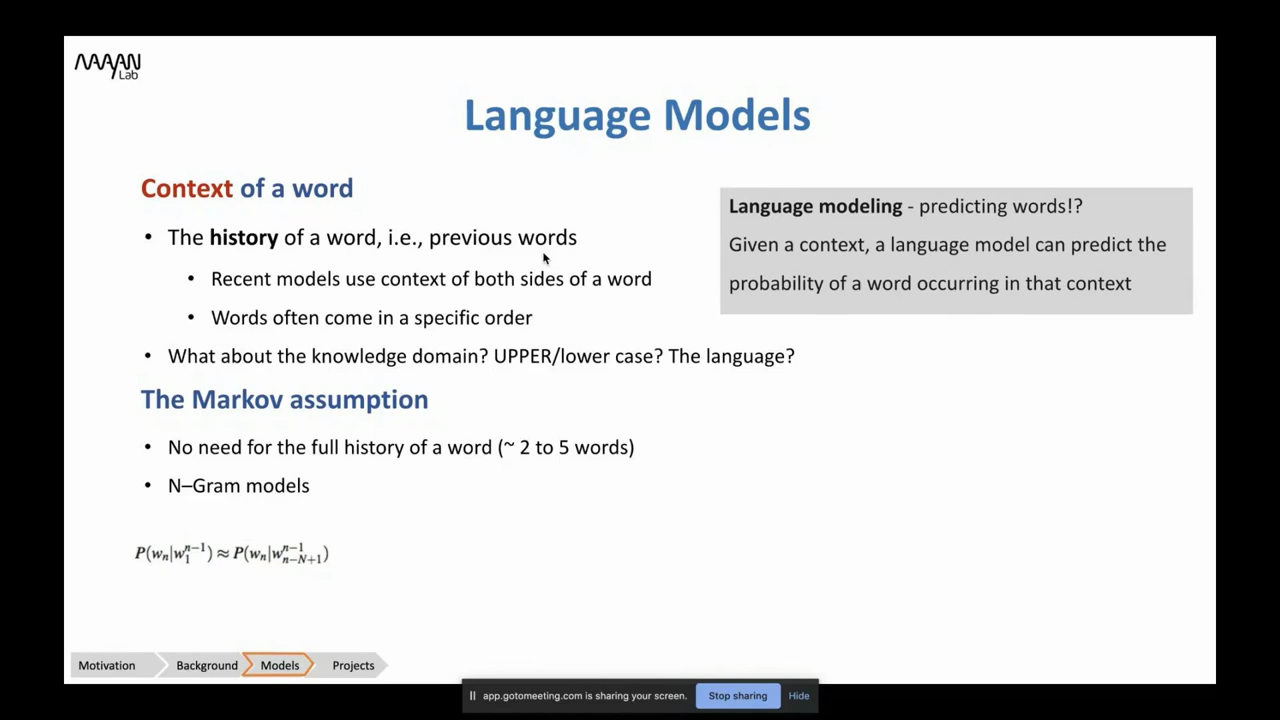 MAAYAN
Lab
Language Models
Context of a word
• The history of a word, i.e., previous words
• Recent models use context of both sides of a word
• Words often come in a specific order
• What about the knowledge domain? UPPER/lower case? The language?
Language modeling - predicting words!?
Given a context, a language model can predict the
probability of a word occurring in that context
The Markov assumption
• No need for the full history of a word (~ 2 to 5 words)
• N–Gram models
P(wₙ|w₁ⁿ⁻¹) ≈ P(wₙ|wₙ₋N₊₁ⁿ⁻¹)
Motivation Background Models Projects
app.gotomeeting.com is sharing your screen. Stop sharing Hide